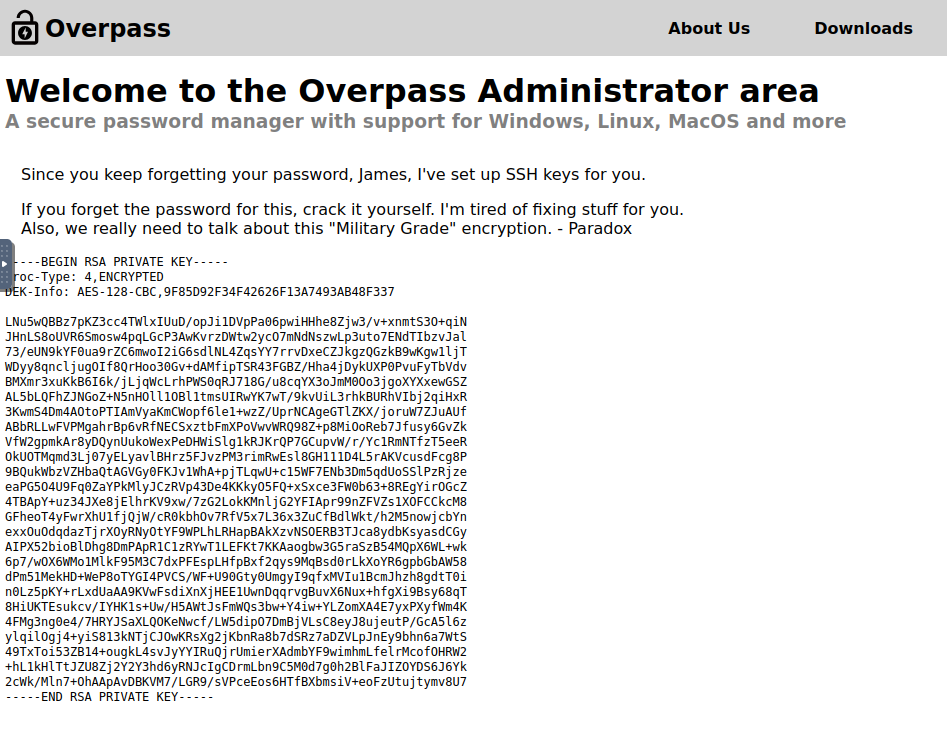 Overpass
About Us
Downloads
Welcome to the Overpass Administrator area
A secure password manager with support for Windows, Linux, MacOS and more
Since you keep forgetting your password, James, I've set up SSH keys for you.
If you forget the password for this, crack it yourself. I'm tired of fixing stuff for you.
Also, we really need to talk about this "Military Grade" encryption. - Paradox
----BEGIN RSA PRIVATE KEY-----
roc-Type: 4,ENCRYPTED
DEK-Info: AES-128-CBC,9F85D92F34F42626F13A7493AB48F337

LNu5wQBBz7pKZ3cc4TWlxIUuD/opJi1DVpPa06pwiHHhe8Zjw3/v+xnmtS3O+qiN
JHnLS8oUVR6Smosw4pqLGcP3AwKvrzDWtw2ycO7mNdNszwLp3uto7ENdTIbzvJal
73/eUN9kYF0ua9rZC6mwoI2iG6sdlNL4ZqsYY7rrvDxeCZJkgzQGzkB9wKgw1ljT
WDyy8qncljugOIf8QrHoo30Gv+dAMfipTSR43FGBZ/Hha4jDykUXP0PvuFyTbVdv
BMXmr3xuKkB6I6k/jLjqWcLrhPWS0qRJ718G/u8cqYX3oJmM0Oo3jgoXYXxewGSZ
AL5bLQFhZJNGoZ+N5nHOll1OBl1tmsUIRwYK7wT/9kvUiL3rhkBURhVIbj2qiHxR
3KwmS4Dm4AOtoPTIAmVyaKmCWopf6le1+wzZ/UprNCAgeGTlZKX/joruW7ZJuAUf
ABbRLLwFVPMgahrBp6vRfNECSxztbFmXPoVwvWRQ98Z+p8MiOoReb7Jfusy6GvZk
VfW2gpmkAr8yDQynUukoWexPeDHWiSlg1kRJKrQP7GCupvW/r/Yc1RmNTfzT5eeR
OkUOTMqmd3Lj07yELyavlBHrz5FJvzPM3rimRwEsl8GH111D4L5rAKVcusdFcg8P
9BQukWbzVZHbaQtAGVGy0FKJv1WhA+pjTLqwU+c15WF7ENb3Dm5qdUoSSlPzRjze
eaPG5O4U9Fq0ZaYPkMlyJCzRVp43De4KKkyO5FQ+xSxce3FW0b63+8REgYirOGcZ
4TBApY+uz34JXe8jElhrKV9xw/7zG2LokKMnljG2YFIApr99nZFVZs1XOFCCkcM8
GFheoT4yFwrXhU1fjQjW/cR0kbhOv7RfV5x7L36x3ZuCfBdlWkt/h2M5nowjcbYn
exxOuOdqdazTjrXOyRNyOtYF9WPLhLRHapBAkXzvNSOERB3TJca8ydbKsyasdCGy
AIPX52bioBlDhg8DmPApR1C1zRYwT1LEFKt7KKAaogbw3G5raSzB54MQpX6WL+wk
6p7/wOX6WMo1MlkF95M3C7dxPFEspLHfpBxf2qys9MqBsd0rLkXoYR6gpbGbAW58
dPm51MekHD+WeP8oTYGI4PVCS/WF+U90Gty0UmgyI9qfxMVIu1BcmJhzh8gdtT0i
n0Lz5pKY+rLxdUaAA9KVwFsdiXnXjHEE1UwnDqqrvgBuvX6Nux+hfgXi9Bsy68qT
8HiUKTEsukcv/IYHK1s+Uw/H5AWtJsFmWQs3bw+Y4iw+YLZomXA4E7yxPXyfWm4K
4FMg3ng0e4/7HRYJSaXLQOKeNwcf/LW5dipO7DmBjVLsC8eyJ8ujeutP/GcA5l6z
ylqilOgj4+yiS813kNTjCJOwKRsXg2jKbnRa8b7dSRz7aDZVLpJnEy9bhn6a7WtS
49TxToi53ZB14+ougkL4svJyYYIRuQjrUmierXAdmbYF9wimhmLfelrMcofOHRW2
+hL1kHlTtJZU8Zj2Y2Y3hd6yRNJcIgCDrmLbn9C5M0d7g0h2BlFaJIZOYDS6J6Yk
2cWk/Mln7+OhAApAvDBKVM7/LGR9/sVPceEos6HTfBXbmsiV+eoFzUtujtymv8U7
-----END RSA PRIVATE KEY-----